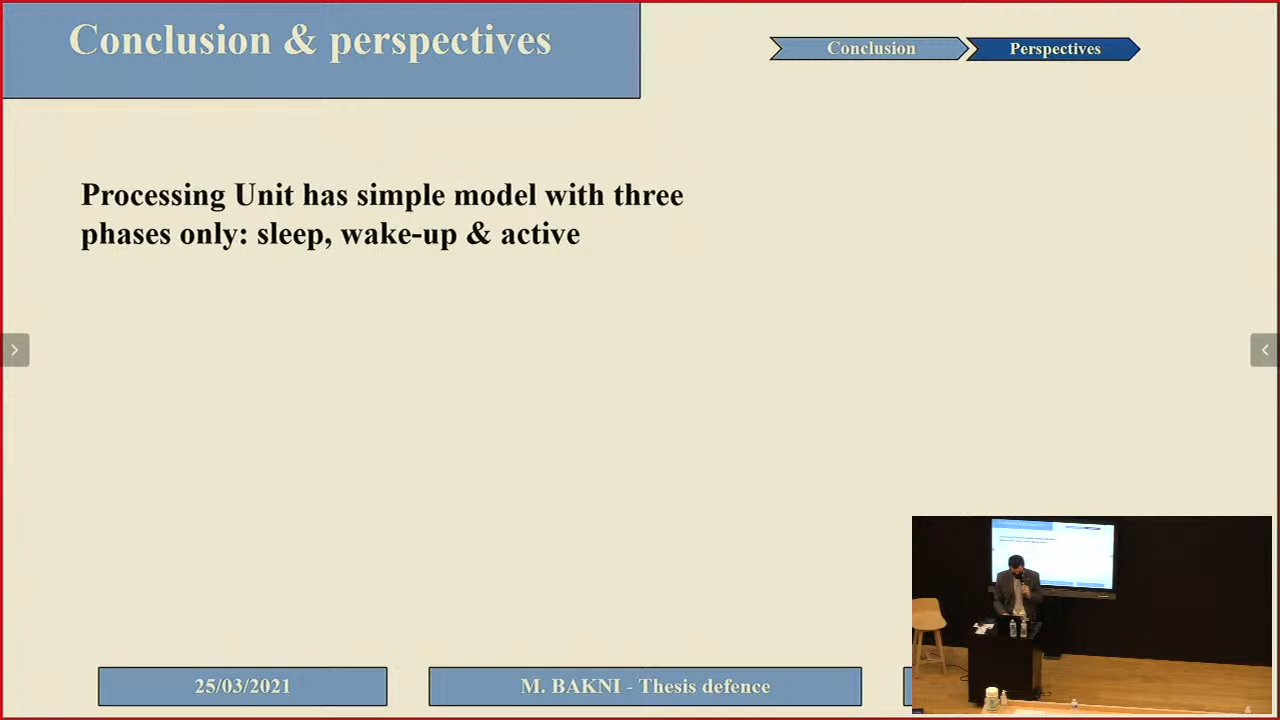 Conclusion & perspectives
Conclusion
Perspectives
Processing Unit has simple model with three
phases only: sleep, wake-up & active
25/03/2021
M. BAKNI - Thesis defence